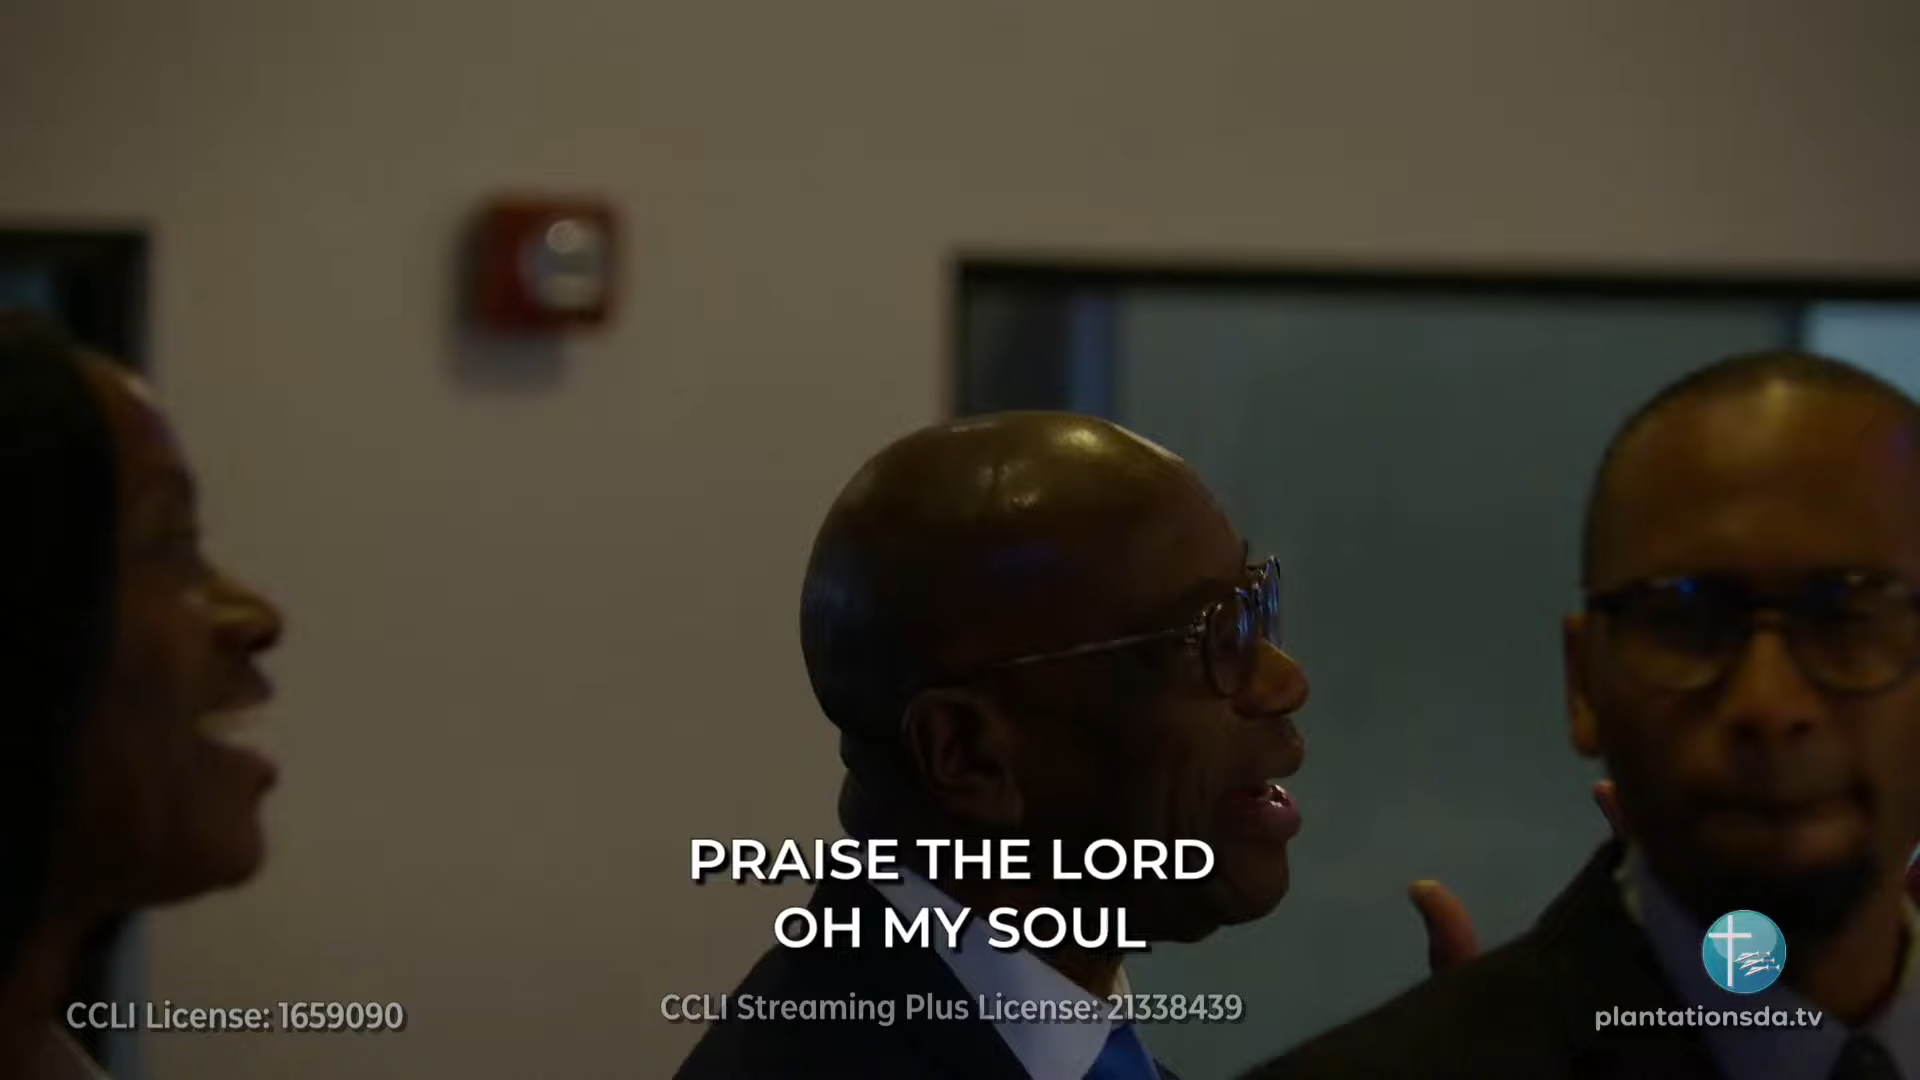 PRAISE THE LORD
OH MY SOUL
CCLI License: 1659090
CCLI Streaming Plus License: 21338439
plantationsda.tv